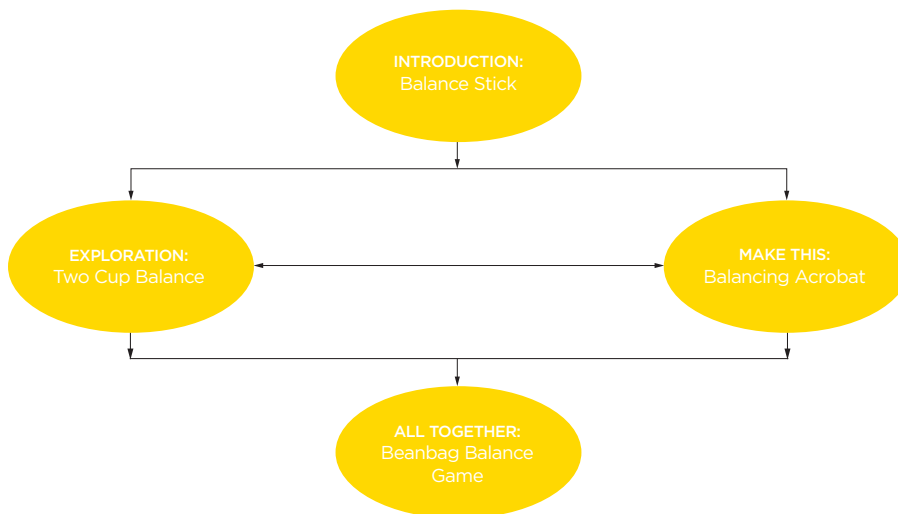 INTRODUCTION:
Balance Stick
EXPLORATION:
Two Cup Balance
MAKE THIS:
Balancing Acrobat
ALL TOGETHER:
Beanbag Balance
Game